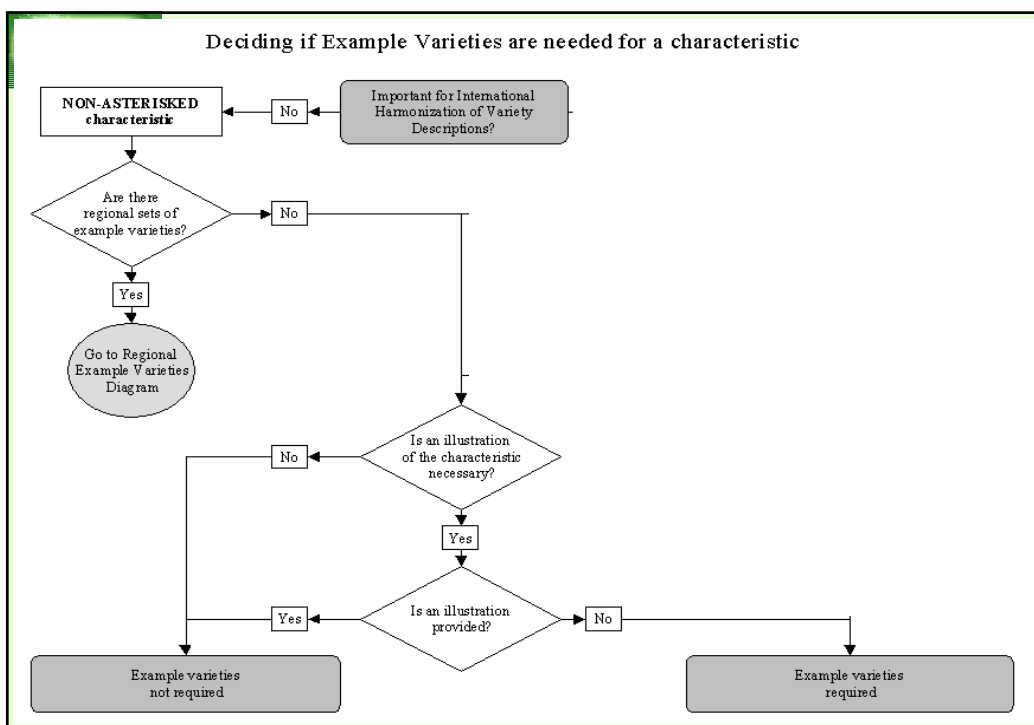 Deciding if Example Varieties are needed for a characteristic
NON-ASTERISKED
characteristic
No
Important for International
Harmonization of Variety
Descriptions?
Are there
regional sets of
example varieties?
No
Yes
Go to Regional
Example Varieties
Diagram
Is an illustration
of the characteristic
necessary?
No
Yes
Is an illustration
provided?
Yes
No
Example varieties
not required
Example varieties
required